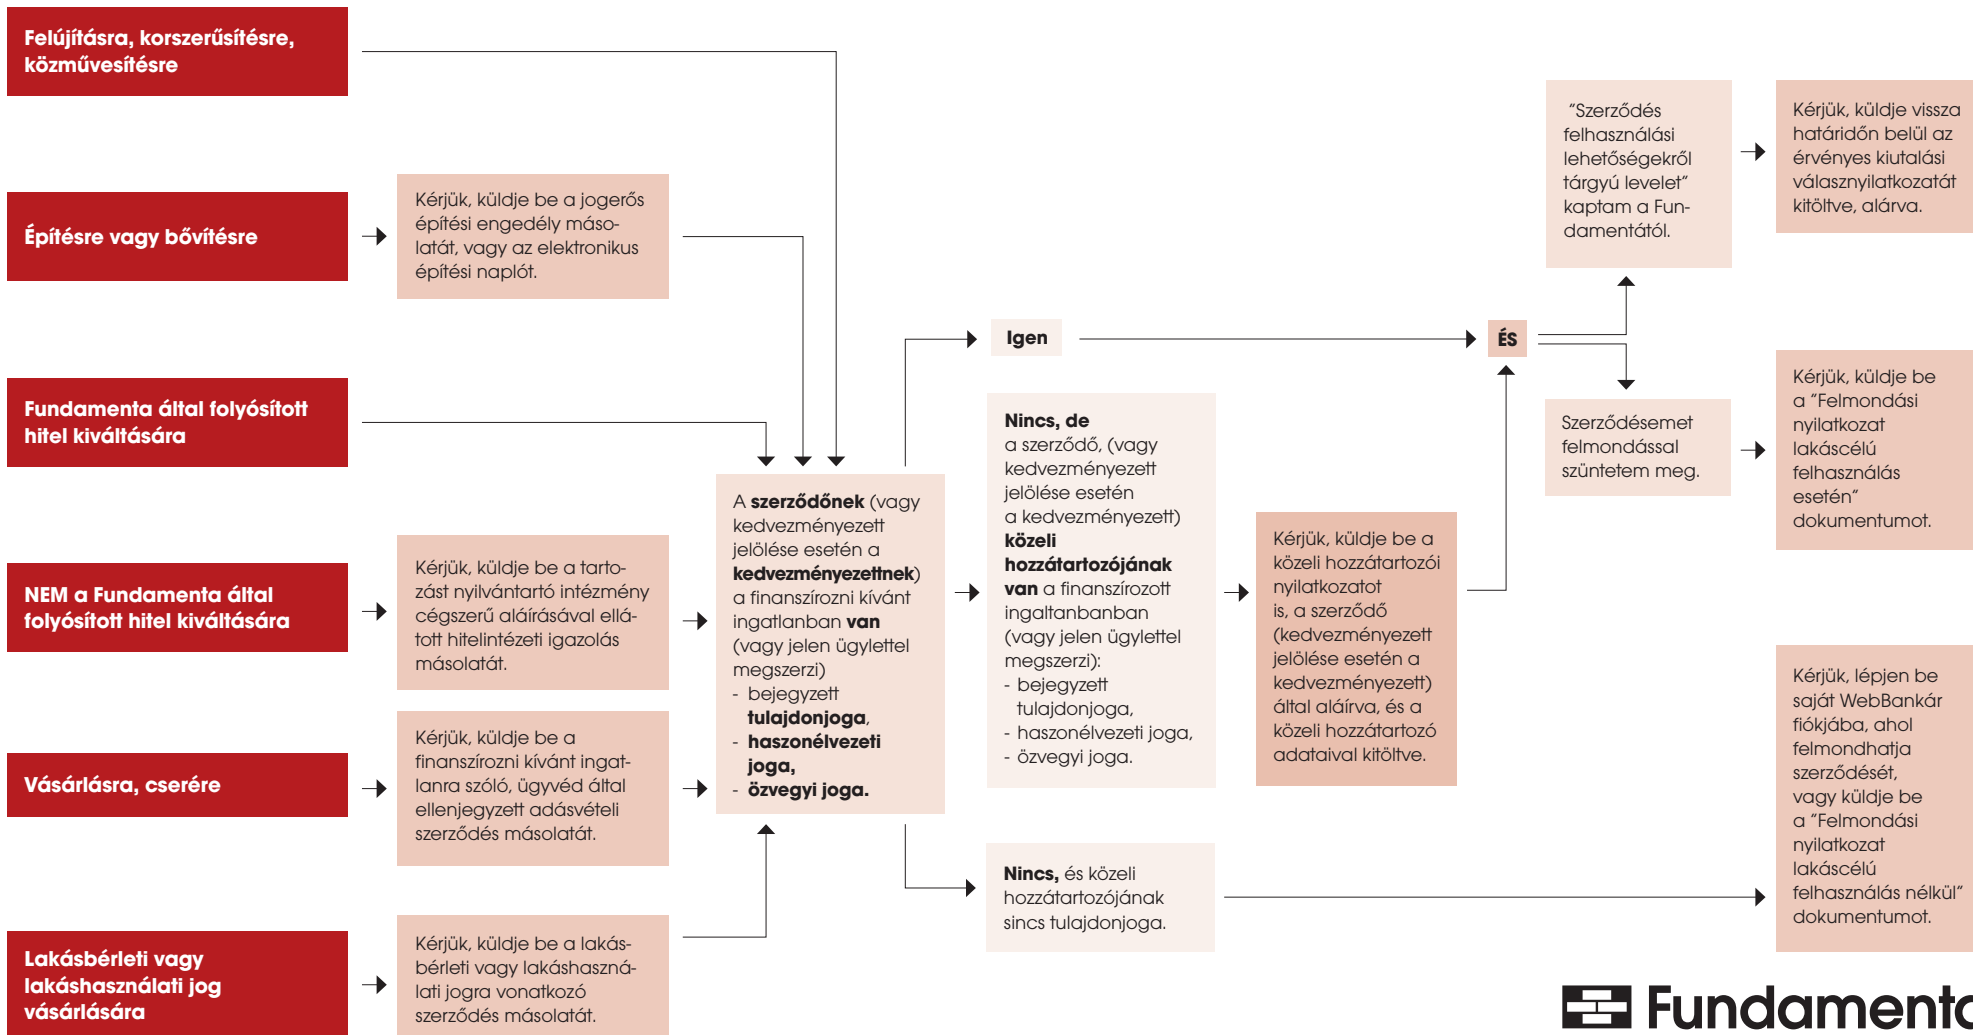 Felújításra, korszerűsítésre,
közművesítésre
Építésre vagy bővítésre
Kérjük, küldje be a jogerős
építési engedély máso-
latát, vagy az elektronikus
építési naplót.
Fundamenta által folyósított
hitel kiváltására
NEM a Fundamenta által
folyósított hitel kiváltására
Kérjük, küldje be a tarto-
zást nyilvántartó intézmény
cégszerű aláírásával ellá-
tott hitelintézeti igazolás
másolatát.
Vásárlásra, cserére
Kérjük, küldje be a
finanszírozni kívánt ingat-
lanra szóló, ügyvéd által
ellenjegyzett adásvételi
szerződés másolatát.
Lakásbérleti vagy
lakáshasználati jog
vásárlására
Kérjük, küldje be a lakás-
bérleti vagy lakáshaszná-
lati jogra vonatkozó
szerződés másolatát.
A szerződőnek (vagy
kedvezményezett
jelölése esetén a
kedvezményezettnek)
a finanszírozni kívánt
ingatlanban van
(vagy jelen ügylettel
megszerzi)
- bejegyzett
tulajdonjoga,
- haszonélvezeti
joga,
- özvegyi joga.
Igen
Nincs, de
a szerződő, (vagy
kedvezményezett
jelölése esetén
a kedvezményezett)
közeli
hozzátartozójának
van a finanszírozott
ingaltanbanban
(vagy jelen ügylettel
megszerzi):
- bejegyzett
tulajdonjoga,
- haszonélvezeti joga,
- özvegyi joga.
Nincs, és közeli
hozzátartozójának
sincs tulajdonjoga.
Kérjük, küldje be a
közeli hozzátartozói
nyilatkozatot
is, a szerződő
(kedvezményezett
jelölése esetén a
kedvezményezett)
által aláírva, és a
közeli hozzátartozó
adataival kitöltve.
ÉS
"Szerződés
felhasználási
lehetőségekről
tárgyú levelet"
kaptam a Fun-
damentától.
Kérjük, küldje vissza
határidőn belül az
érvényes kiutalási
válasznyilatkozatát
kitöltve, alárva.
Szerződésemet
felmondással
szüntetem meg.
Kérjük, küldje be
a "Felmondási
nyilatkozat
lakáscélú
felhasználás
esetén"
dokumentumot.
Kérjük, lépjen be
saját WebBankár
fiókjába, ahol
felmondhatja
szerződését,
vagy küldje be
a "Felmondási
nyilatkozat
lakáscélú
felhasználás nélkül"
dokumentumot.
Fundamenta